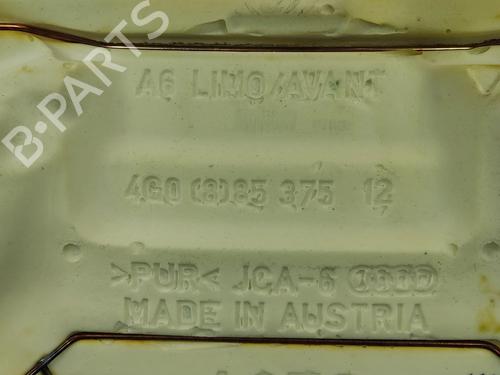 B-PARTS
A6 LIMO/AVANT
4G0 (8)85 375 12
>PUR< JCA-6
MADE IN AUSTRIA